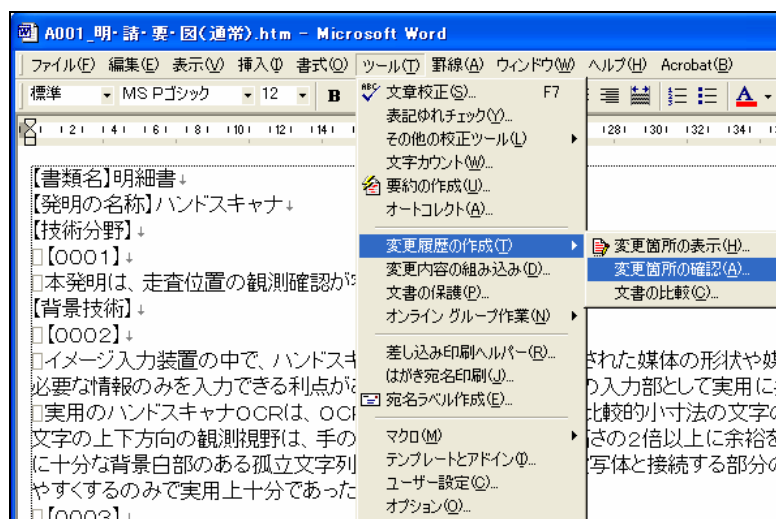 A001_明・請・要・図(通常).htm - Microsoft Word
ファイル(F) 編集(E) 表示(V) 挿入(I) 書式(O) ツール(T) 罫線(A) ウィンドウ(W) ヘルプ(H) Acrobat(B)
標準 MS Pゴシック 12 B A
文章校正(S)... F7
表記ゆれチェック(Y)...
その他の校正ツール(L)
文字カウント(W)...
要約の作成(U)...
オートコレクト(A)...
変更履歴の作成(T)
変更内容の組み込み(D)...
文書の保護(P)...
オンライン グループ作業(N)
差し込み印刷ヘルパー(R)...
はがき宛名印刷(J)...
宛名ラベル作成(E)...
マクロ(M)
テンプレートとアドイン(I)...
ユーザー設定(C)...
オプション(O)...
変更箇所の表示(H)...
変更箇所の確認(A)...
文書の比較(C)...
2 4 6 8 10 12 14 28 30 32 34
【書類名】明細書↓
【発明の名称】ハンドスキャナ↓
【技術分野】↓
【0001】↓
本発明は、走査位置の観測確認が
【背景技術】↓
【0002】↓
イメージ入力装置の中で、ハンドスキ された媒体の形状や媒
必要な情報のみを入力できる利点が の入力部として実用に
実用のハンドスキャナOCRは、OC 比較的小寸法の文字の
文字の上下方向の観測視野は、手の さの2倍以上に余裕を
に十分な背景白部のある孤立文字列 写体と接続する部分の
やすくするのみで実用上十分であった
【0003】↓